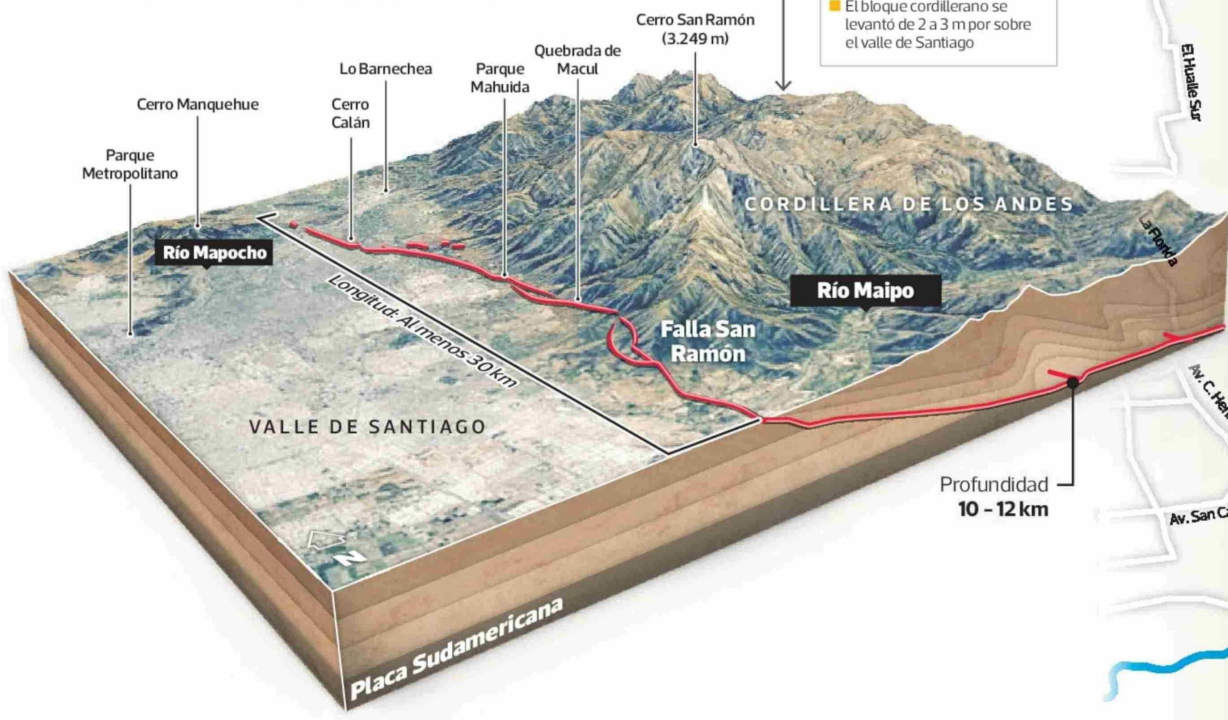 El bloque cordillerano se
levantó de 2 a 3 m por sobre
el valle de Santiago
Cerro San Ramón
(3.249 m)
Quebrada de
Macul
Parque
Mahuida
Lo Barnechea
Cerro
Calán
Cerro Manquehue
Parque
Metropolitano
Río Mapocho
CORDILLERA DE LOS ANDES
Río Maipo
Falla San
Ramón
Longitud: Al menos 30 km
VALLE DE SANTIAGO
N
Placa Sudamericana
Profundidad
10 - 12 km
El Hualle Sur
La Florida
Av. C. Hen
Av. San Ca